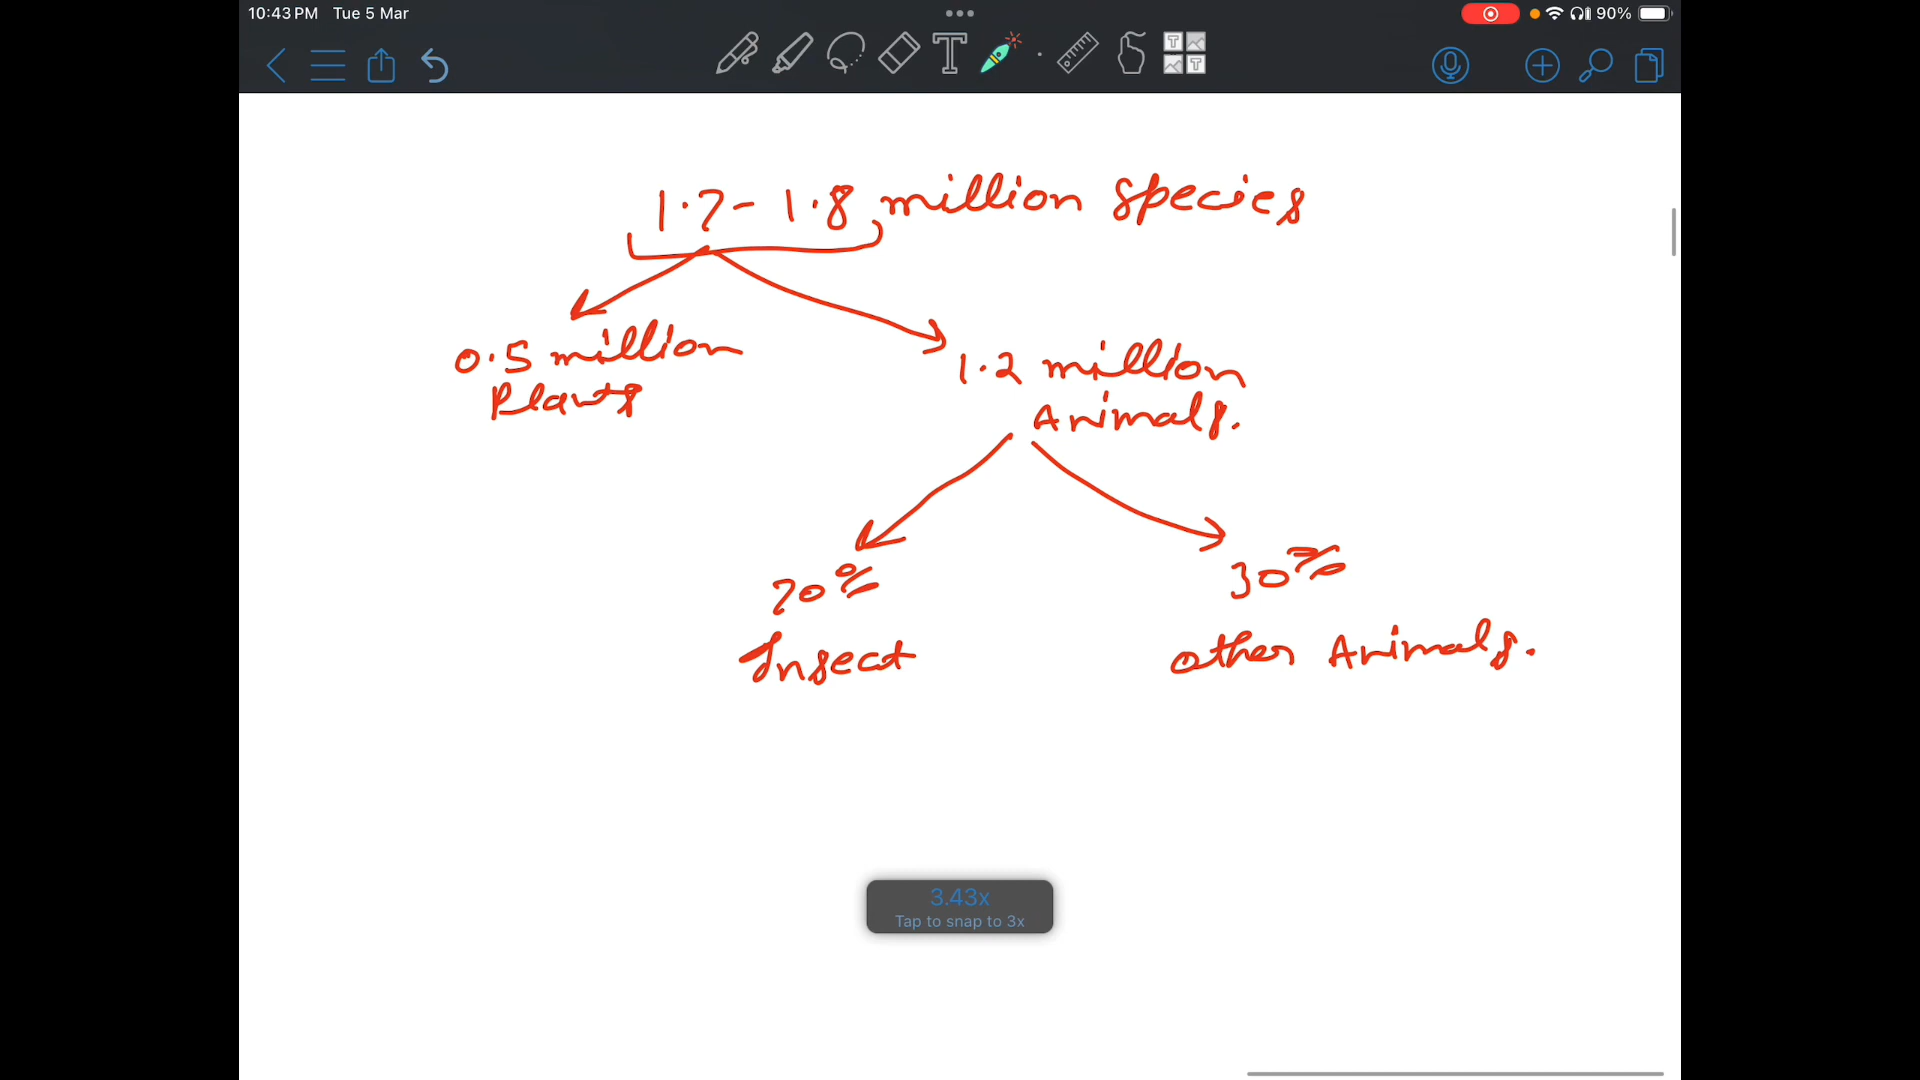 10:43 PM Tue 5 Mar
90%
1.7 - 1.8 million species
0.5 million
Plants
1.2 million
Animals.
70%
Insect
30%
other Animals.
3.43x
Tap to snap to 3x